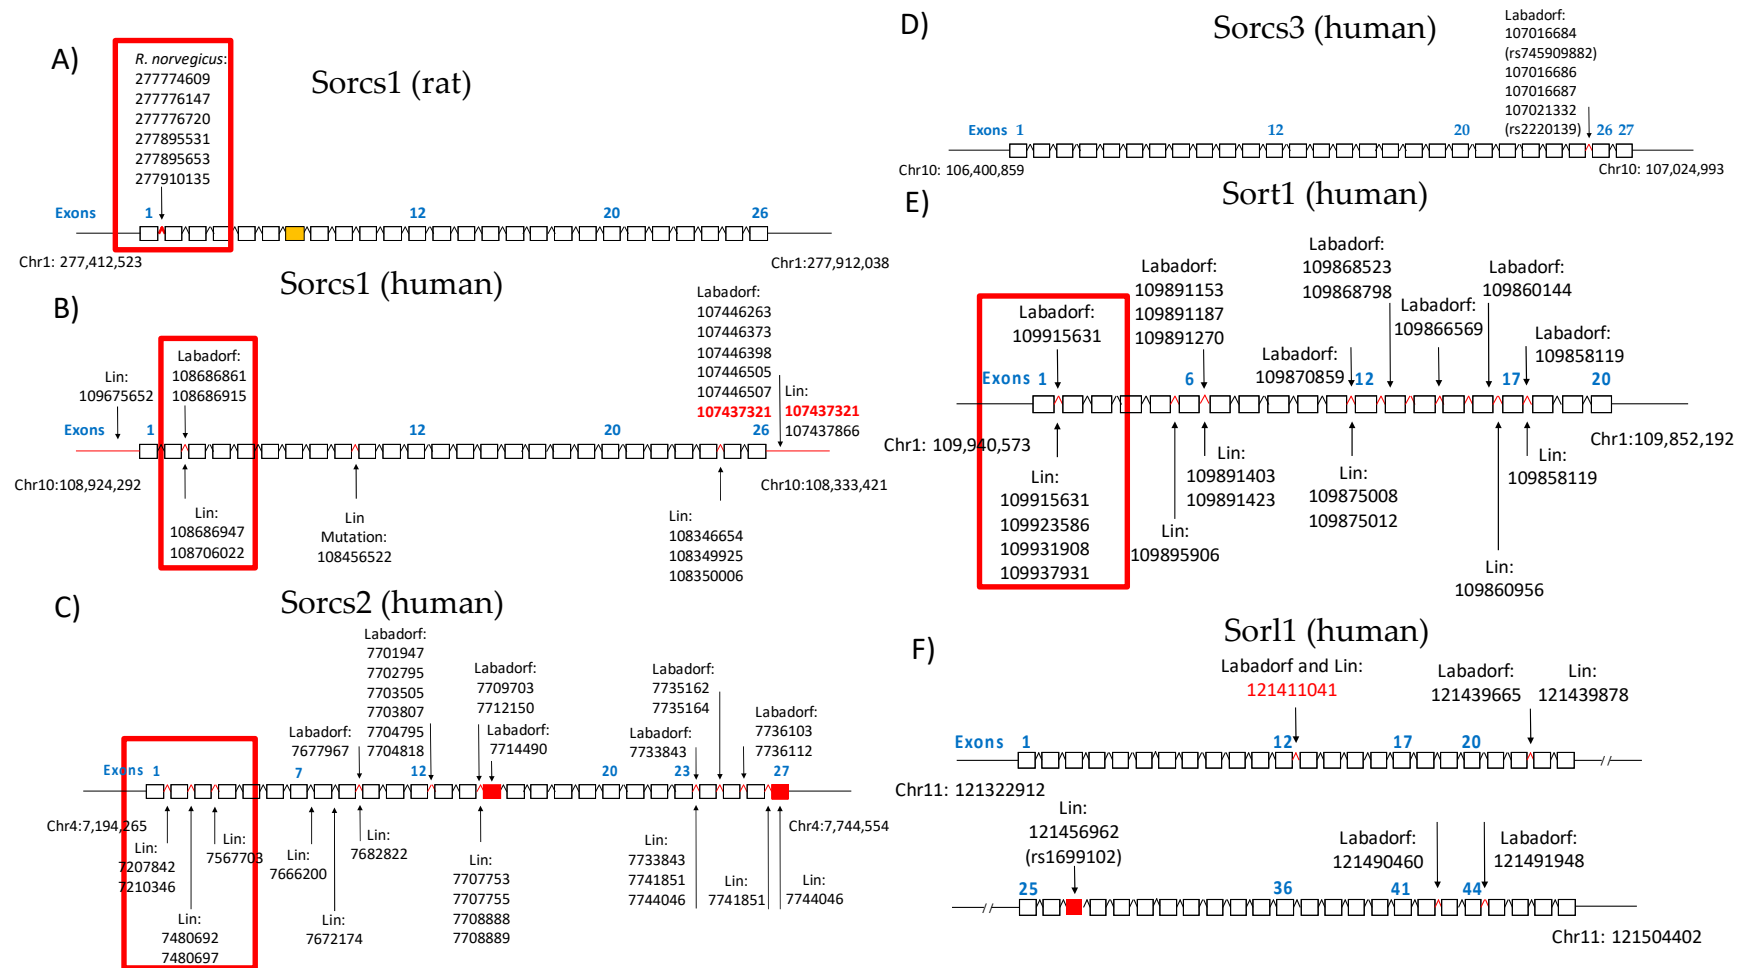 A)
R. norvegicus:
277774609
277776147
277776720
277895531
277895653
277910135
Sorcs1 (rat)
Exons 1 12 20 26
Chr1: 277,412,523
Chr1:277,912,038
B)
Sorcs1 (human)
Lin:
109675652
Labadorf:
108686861
108686915
Labadorf:
107446263
107446373
107446398
107446505
107446507
107437321
Lin:
107437321
107437866
Exons 1 12 20 26
Chr10:108,924,292
Chr10:108,333,421
Lin:
108686947
108706022
Lin
Mutation:
108456522
Lin:
108346654
108349925
108350006
C)
Sorcs2 (human)
Labadorf:
7677967
Labadorf:
7701947
7702795
7703505
7703807
7704795
7704818
Labadorf:
7709703
7712150
Labadorf:
7714490
Labadorf:
7733843
Labadorf:
7735162
7735164
Labadorf:
7736103
7736112
Exons 1 7 12 20 23 27
Chr4:7,194,265
Chr4:7,744,554
Lin:
7207842
7210346
Lin:
7480692
7480697
Lin:
7567703
Lin:
7666200
Lin:
7672174
Lin:
7682822
Lin:
7707753
7707755
7708888
7708889
Lin:
7733843
7741851
7744046
Lin:
7741851
Lin:
7744046
D)
Sorcs3 (human)
Labadorf:
107016684
(rs745909882)
107016686
107016687
107021332
(rs2220139)
Exons 1 12 20 26 27
Chr10: 106,400,859
Chr10: 107,024,993
E)
Sort1 (human)
Labadorf:
109915631
Labadorf:
109891153
109891187
109891270
Labadorf:
109870859
Labadorf:
109868523
109868798
Labadorf:
109866569
Labadorf:
109860144
Labadorf:
109858119
Exons 1 6 12 17 20
Chr1: 109,940,573
Chr1:109,852,192
Lin:
109915631
109923586
109931908
109937931
Lin:
109895906
Lin:
109891403
109891423
Lin:
109875008
109875012
Lin:
109860956
Lin:
109858119
F)
Sorl1 (human)
Labadorf and Lin:
121411041
Labadorf:
121439665
Lin:
121439878
Exons 1 12 17 20
Chr11: 121322912
Lin:
121456962
(rs1699102)
Labadorf:
121490460
Labadorf:
121491948
25 36 41 44
Chr11: 121504402